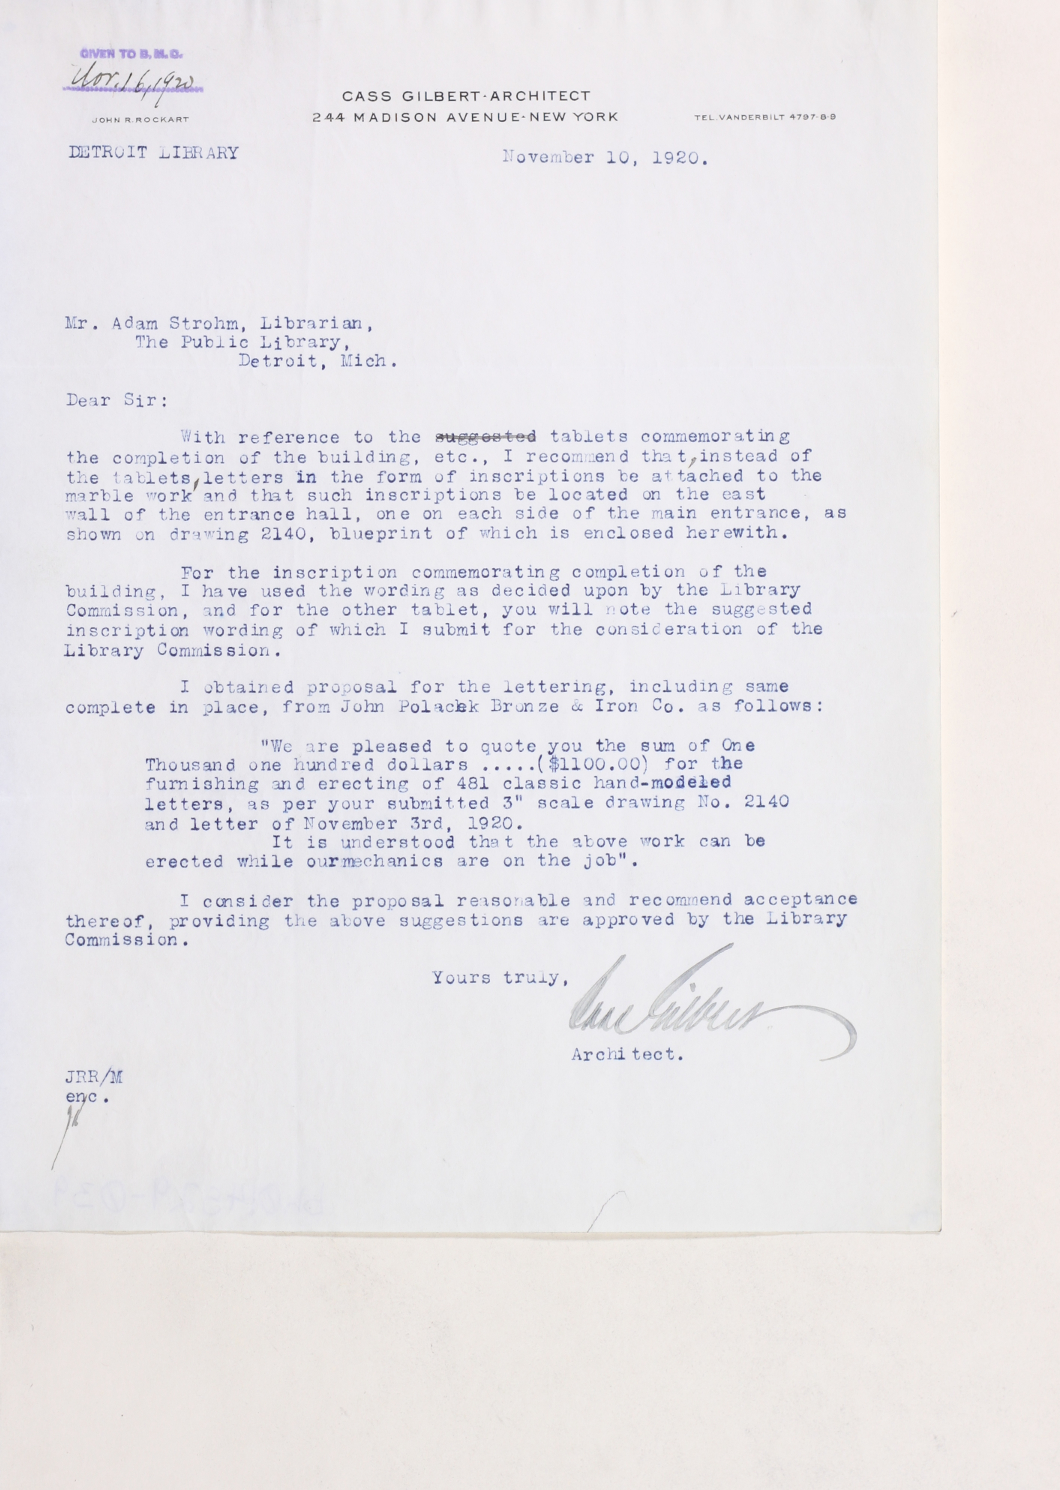 GIVEN TO B.M.C.
Nov. 16, 1920
CASS GILBERT-ARCHITECT
JOHN R. ROCKART
244 MADISON AVENUE-NEW YORK
TEL. VANDERBILT 4797-8-9
DETROIT LIBRARY
November 10, 1920.
Mr. Adam Strohm, Librarian,
The Public Library,
Detroit, Mich.
Dear Sir:
With reference to the suggested tablets commemorating
the completion of the building, etc., I recommend that, instead of
the tablets, letters in the form of inscriptions be attached to the
marble work and that such inscriptions be located on the east
wall of the entrance hall, one on each side of the main entrance, as
shown on drawing 2140, blueprint of which is enclosed herewith.
For the inscription commemorating completion of the
building, I have used the wording as decided upon by the Library
Commission, and for the other tablet, you will note the suggested
inscription wording of which I submit for the consideration of the
Library Commission.
I obtained proposal for the lettering, including same
complete in place, from John Polachek Bronze & Iron Co. as follows:
"We are pleased to quote you the sum of One
Thousand one hundred dollars .....($1100.00) for the
furnishing and erecting of 481 classic hand-modeled
letters, as per your submitted 3" scale drawing No. 2140
and letter of November 3rd, 1920.
It is understood that the above work can be
erected while our mechanics are on the job".
I consider the proposal reasonable and recommend acceptance
thereof, providing the above suggestions are approved by the Library
Commission.
Yours truly,
Cass Gilbert
Architect.
JRR/M
enc.